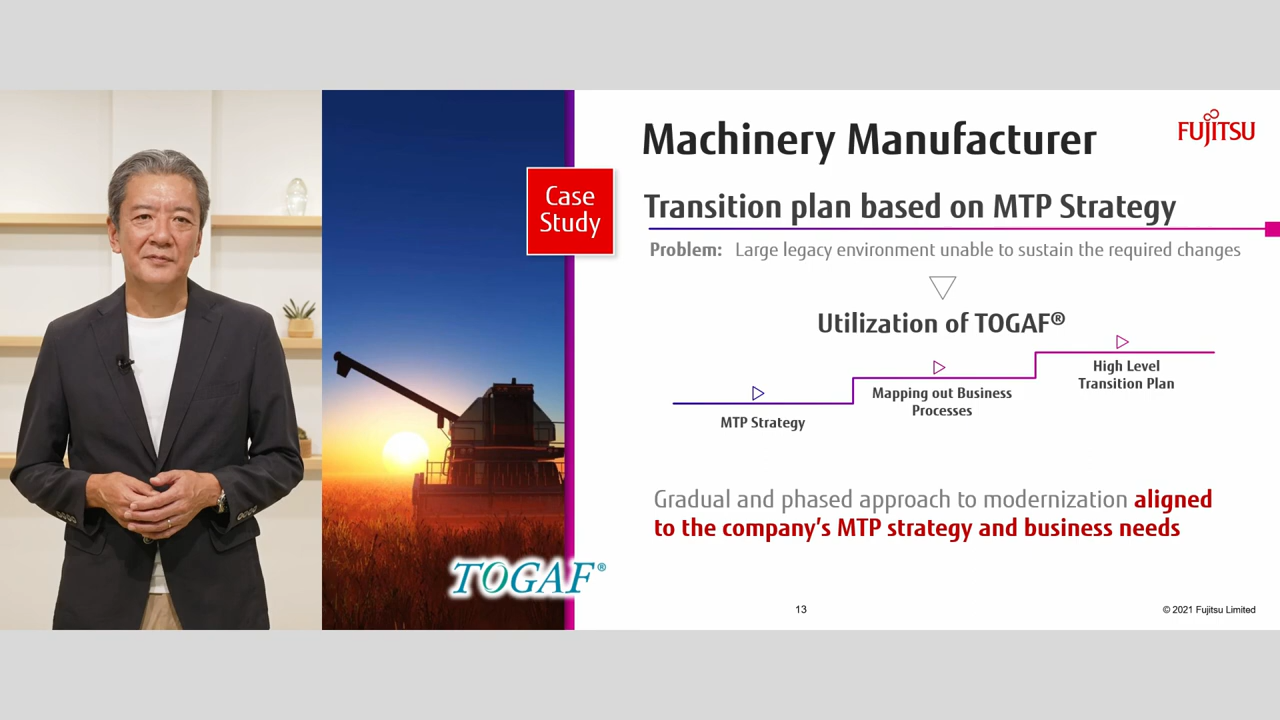 Machinery Manufacturer
FUJITSU
Case
Study
Transition plan based on MTP Strategy
Problem: Large legacy environment unable to sustain the required changes
Utilization of TOGAF®
MTP Strategy
Mapping out Business
Processes
High Level
Transition Plan
Gradual and phased approach to modernization aligned
to the company's MTP strategy and business needs
TOGAF®
13
© 2021 Fujitsu Limited